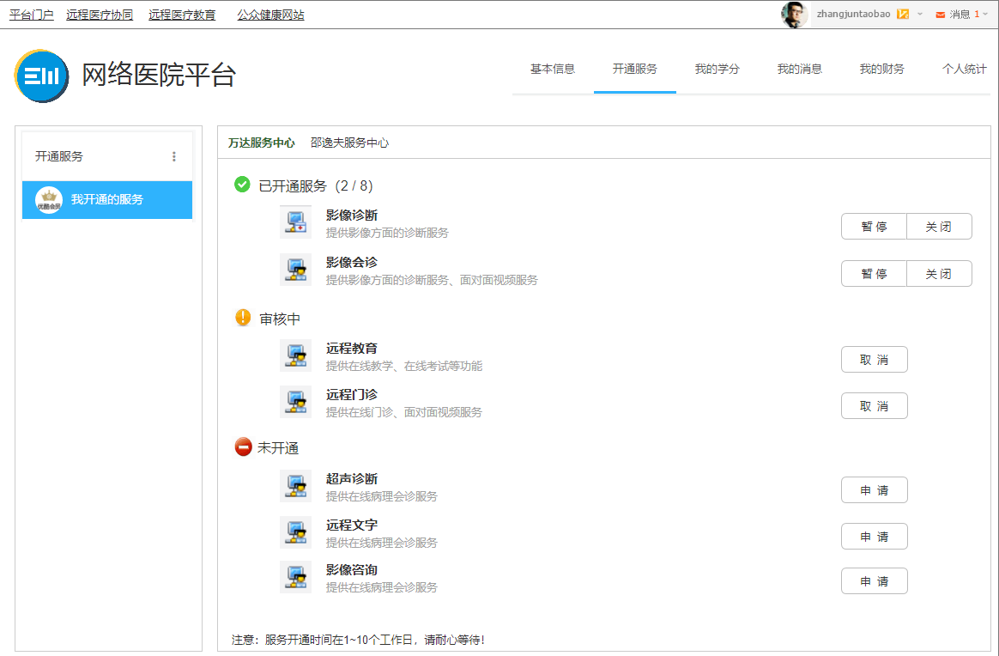 平台门户 远程医疗协同 远程医疗教育 公众健康网站 zhangjuntaobao 消息 1
EW 网络医院平台
基本信息 开通服务 我的学分 我的消息 我的财务 个人统计
开通服务
优酷会员 我开通的服务
万达服务中心 邵逸夫服务中心
已开通服务（2 / 8）
影像诊断
提供影像方面的诊断服务
暂 停 关 闭
影像会诊
提供影像方面的诊断服务、面对面视频服务
暂 停 关 闭
审核中
远程教育
提供在线教学、在线考试等功能
取 消
远程门诊
提供在线门诊、面对面视频服务
取 消
未开通
超声诊断
提供在线病理会诊服务
申 请
远程文字
提供在线病理会诊服务
申 请
影像咨询
提供在线病理会诊服务
申 请
注意：服务开通时间在1~10个工作日，请耐心等待！